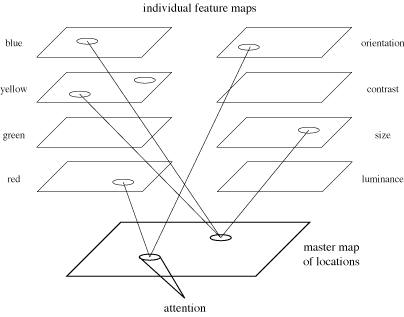 individual feature maps
blue
orientation
yellow
contrast
green
size
red
luminance
master map
of locations
attention